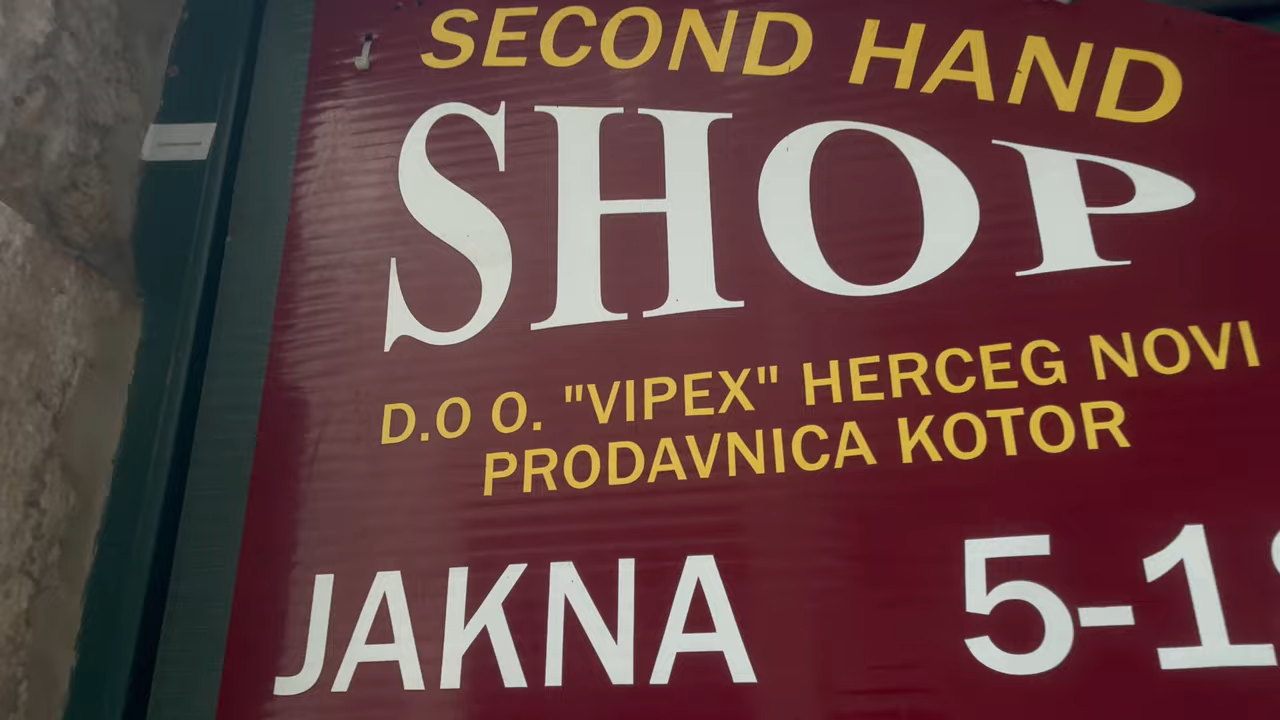 SECOND HAND
SHOP
D.O O. "VIPEX" HERCEG NOVI
PRODAVNICA KOTOR
JAKNA 5-1